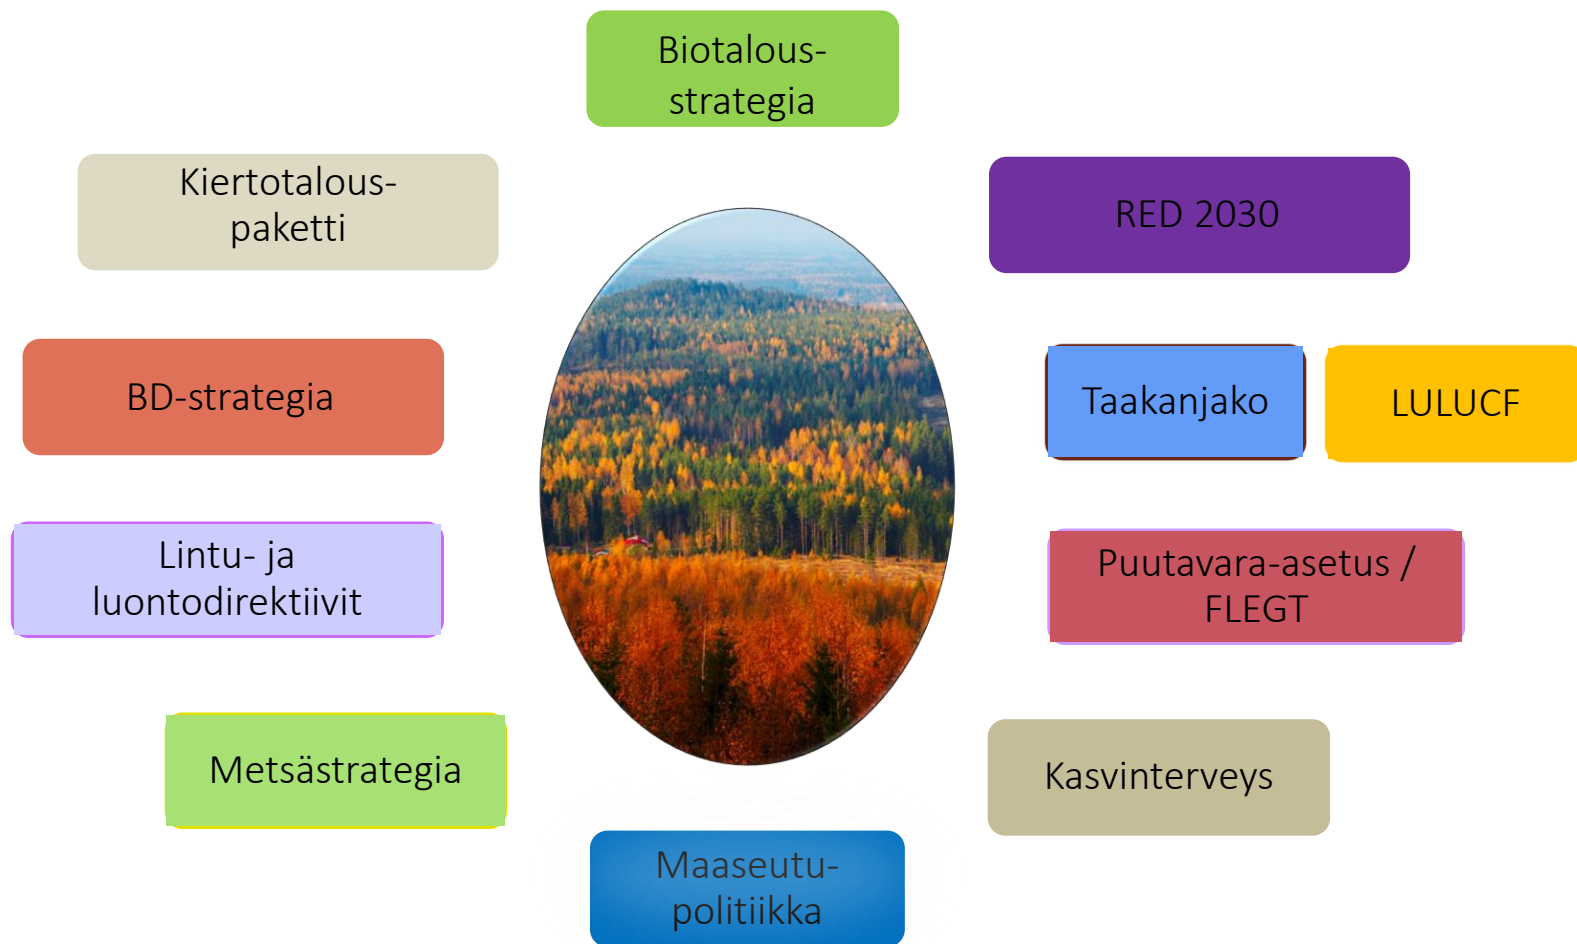 Biotalous-
strategia
Kiertotalous-
paketti
RED 2030
BD-strategia
Taakanjako
LULUCF
Lintu- ja
luontodirektiivit
Puutavara-asetus /
FLEGT
Metsästrategia
Kasvinterveys
Maaseutu-
politiikka